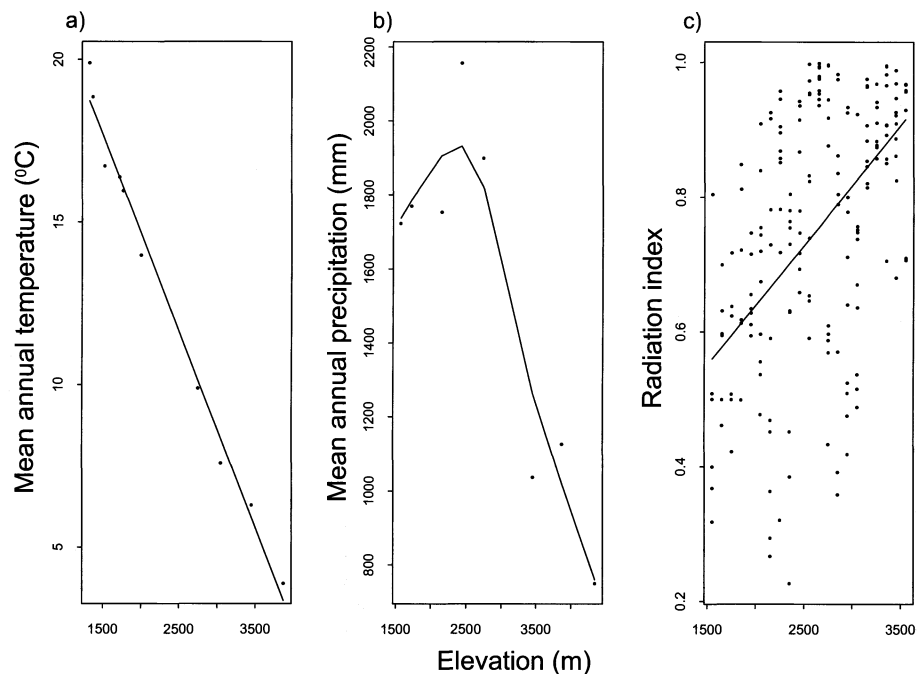 a)
Mean annual temperature (⁰C)
20
15
10
5
1500 2500 3500
b)
Mean annual precipitation (mm)
2200
2000
1800
1600
1400
1200
1000
800
1500 2500 3500
Elevation (m)
c)
Radiation index
1.0
0.8
0.6
0.4
0.2
1500 2500 3500